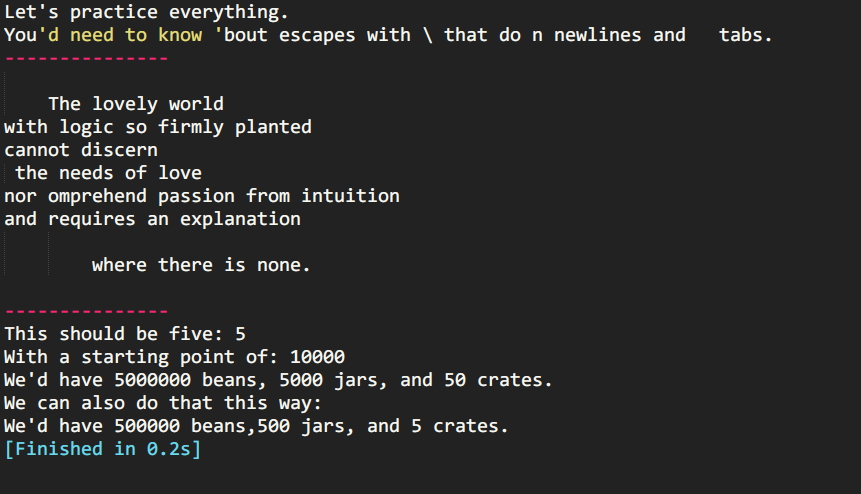 Let's practice everything.
You'd need to know 'bout escapes with \ that do n newlines and   tabs.
---------------
    The lovely world
with logic so firmly planted
cannot discern
 the needs of love
nor omprehend passion from intuition
and requires an explanation
        where there is none.
---------------
This should be five: 5
With a starting point of: 10000
We'd have 5000000 beans, 5000 jars, and 50 crates.
We can also do that this way:
We'd have 500000 beans,500 jars, and 5 crates.
[Finished in 0.2s]